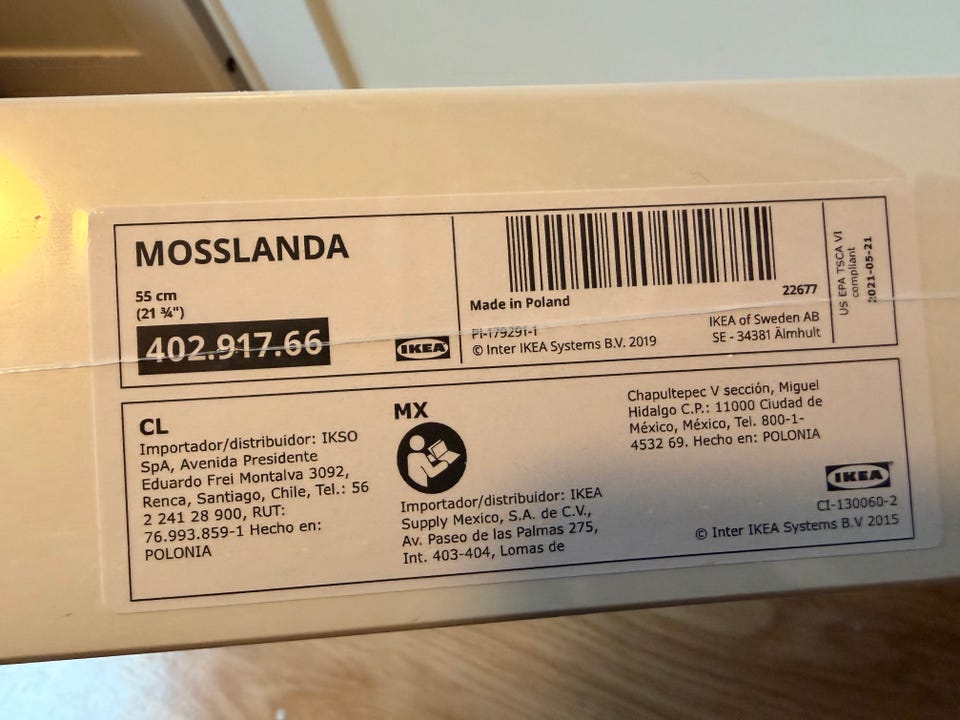 MOSSLANDA
55 cm
(21 ¾")
402.917.66
IKEA
Made in Poland
22677
PI-179291-1
© Inter IKEA Systems B.V. 2019
IKEA of Sweden AB
SE - 34381 Älmhult
US EPA TSCA VI
compliant
2021-05-21
CL
Importador/distribuidor: IKSO
SpA, Avenida Presidente
Eduardo Frei Montalva 3092,
Renca, Santiago, Chile, Tel.: 56
2 241 28 900, RUT:
76.993.859-1 Hecho en:
POLONIA
MX
Importador/distribuidor: IKEA
Supply Mexico, S.A. de C.V.,
Av. Paseo de las Palmas 275,
Int. 403-404, Lomas de
Chapultepec V sección, Miguel
Hidalgo C.P.: 11000 Ciudad de
México, México, Tel. 800-1-
4532 69. Hecho en: POLONIA
IKEA
CI-130060-2
© Inter IKEA Systems B.V 2015